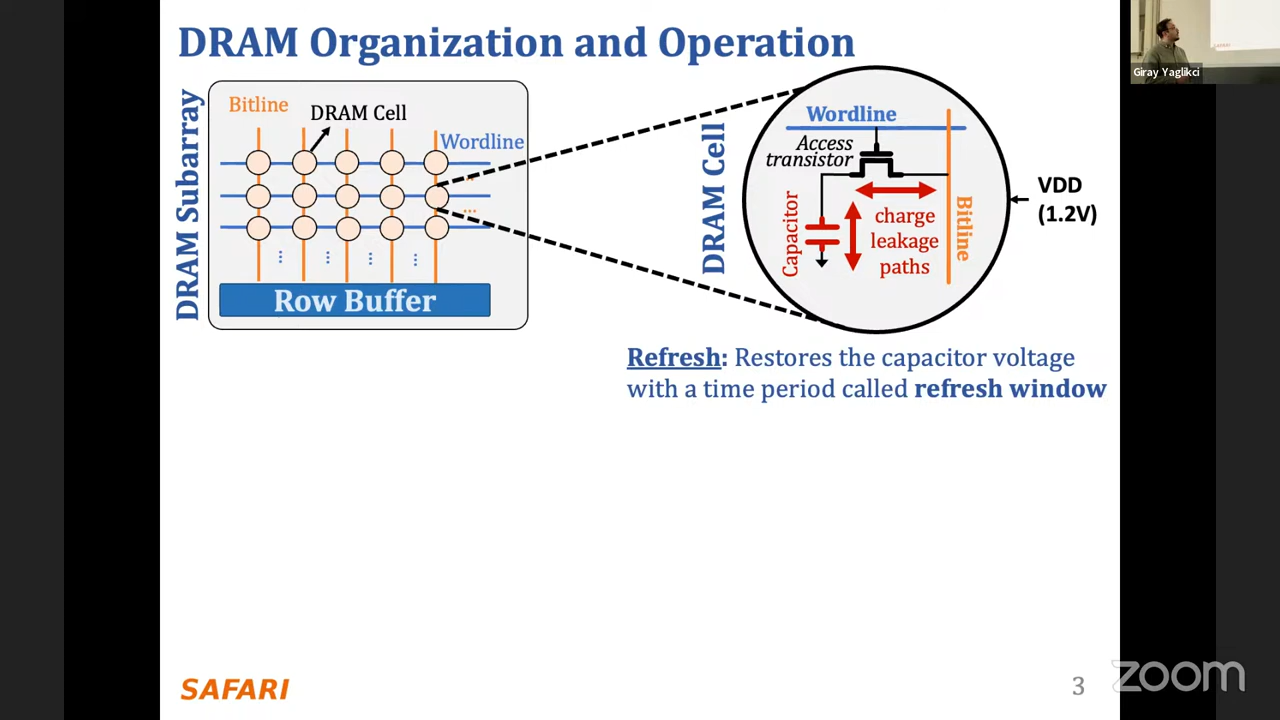 DRAM Organization and Operation
Giray Yaglikci
SAFARI
DRAM Subarray
Bitline
DRAM Cell
Wordline
...
...
Row Buffer
DRAM Cell
Wordline
Access
transistor
Capacitor
charge
leakage
paths
Bitline
VDD
(1.2V)
Refresh: Restores the capacitor voltage
with a time period called refresh window
SAFARI
3
zoom